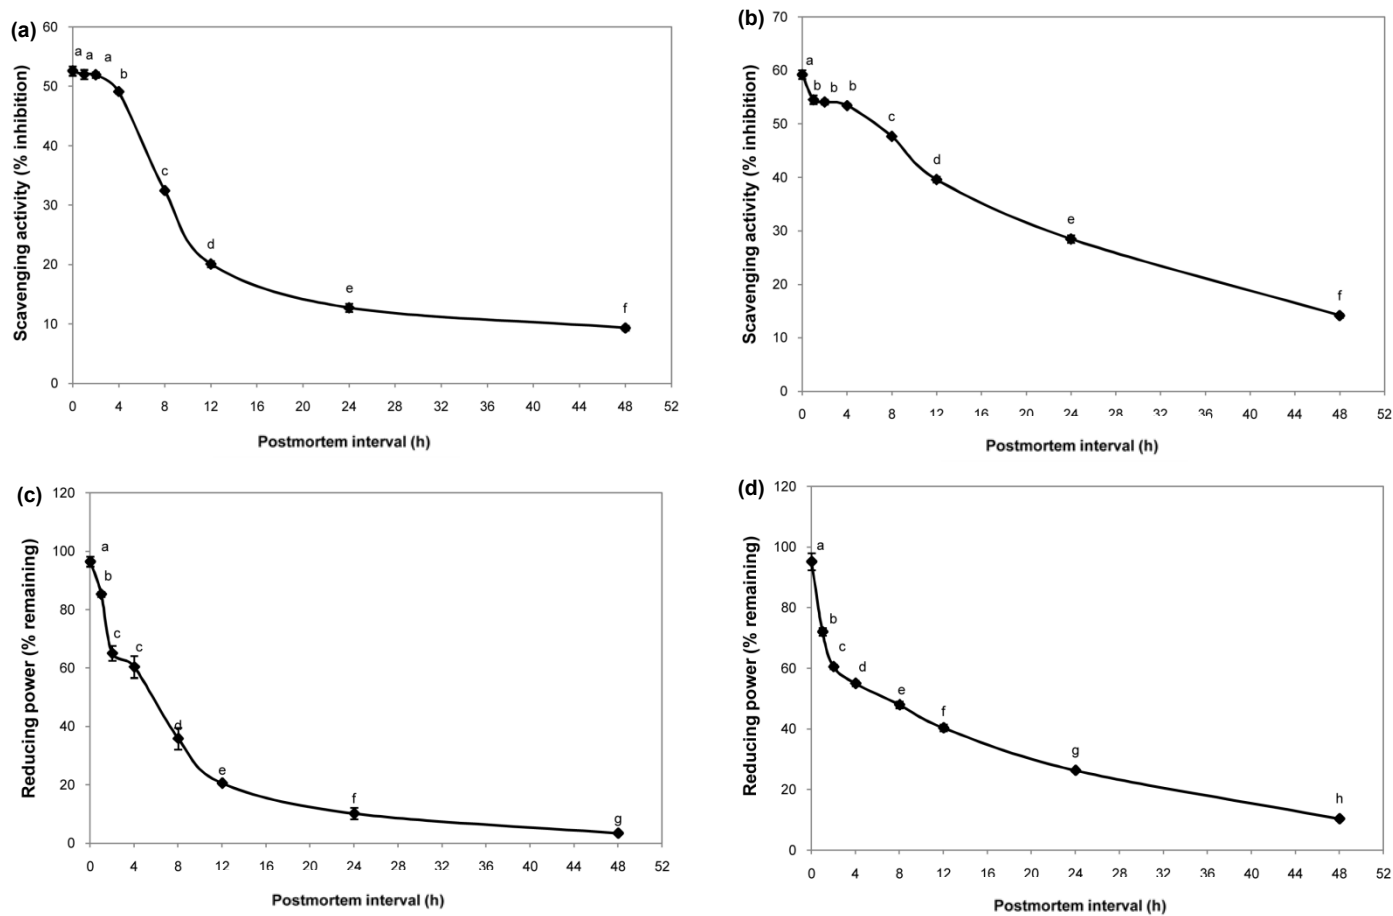 (a)
Scavenging activity (% inhibition)
60
50
40
30
20
10
0
a a a b c d e f
0 4 8 12 16 20 24 28 32 36 40 44 48 52
Postmortem interval (h)
(b)
Scavenging activity (% inhibition)
70
60
50
40
30
20
10
0
a b b b c d e f
0 4 8 12 16 20 24 28 32 36 40 44 48 52
Postmortem interval (h)
(c)
Reducing power (% remaining)
120
100
80
60
40
20
0
a b c c d e f g
0 4 8 12 16 20 24 28 32 36 40 44 48 52
Postmortem interval (h)
(d)
Reducing power (% remaining)
120
100
80
60
40
20
0
a b c d e f g h
0 4 8 12 16 20 24 28 32 36 40 44 48 52
Postmortem interval (h)